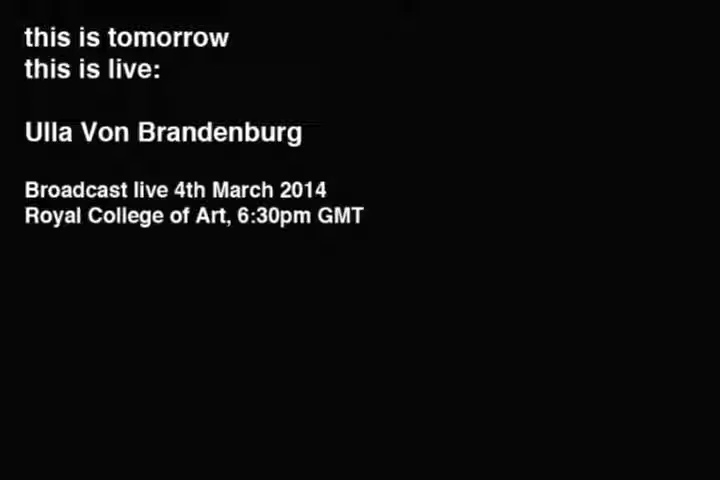 this is tomorrow
this is live:
Ulla Von Brandenburg
Broadcast live 4th March 2014
Royal College of Art, 6:30pm GMT